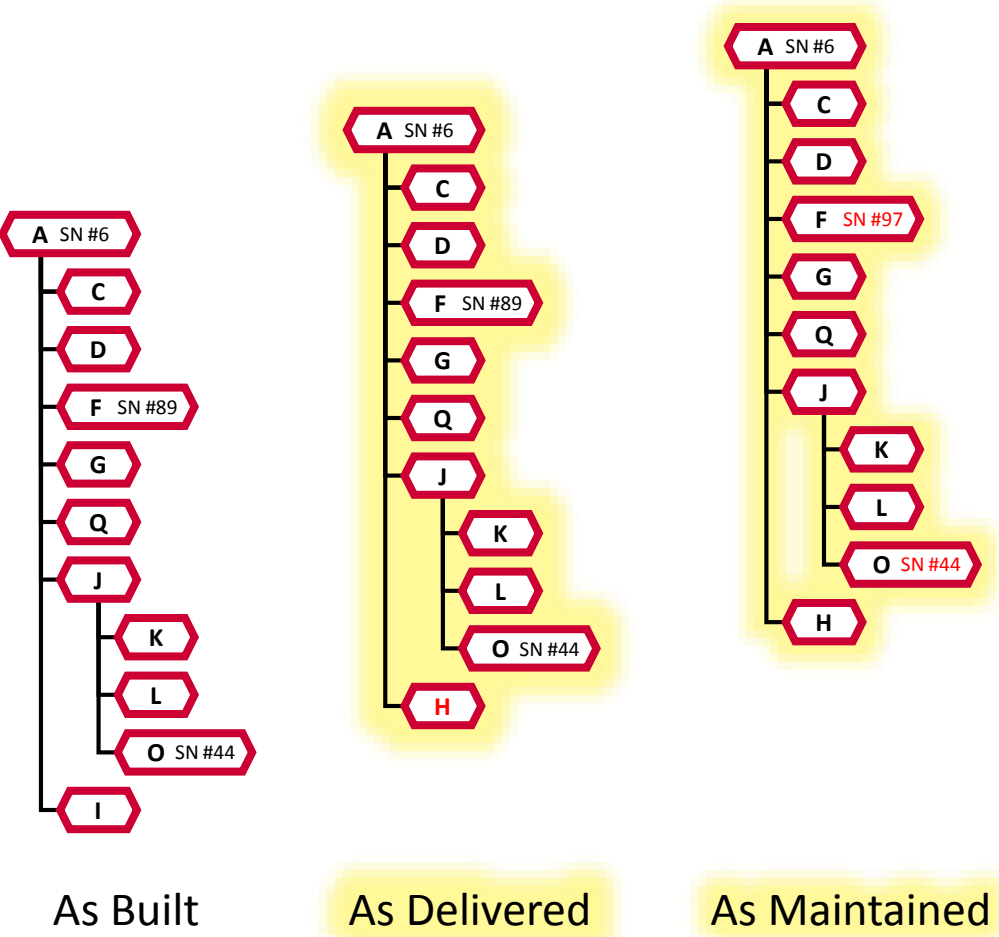 A SN #6
C
D
F SN #89
G
Q
J
K
L
O SN #44
I
As Built
A SN #6
C
D
F SN #89
G
Q
J
K
L
O SN #44
H
As Delivered
A SN #6
C
D
F SN #97
G
Q
J
K
L
O SN #44
H
As Maintained